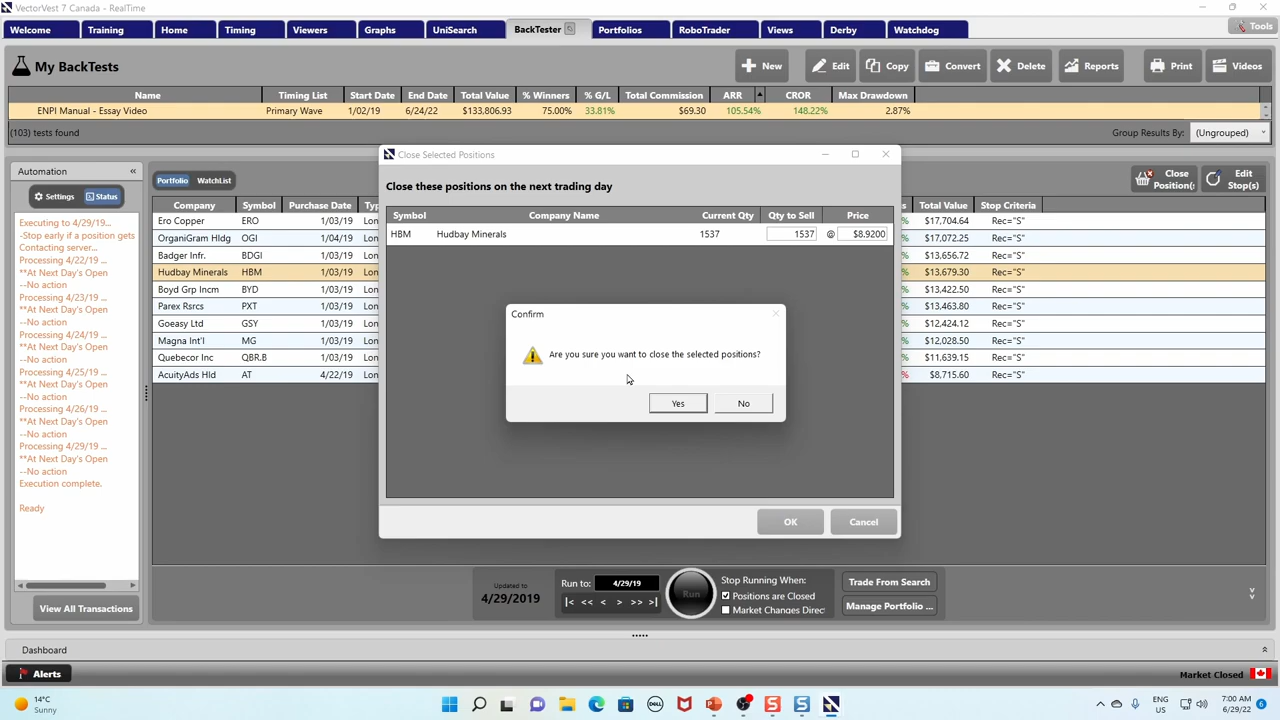 VectorVest 7 Canada - RealTime
Welcome Training Home Timing Viewers Graphs UniSearch BackTester Portfolios RoboTrader Views Derby Watchdog Tools
My BackTests
New Edit Copy Convert Delete Reports Print Videos
Name Timing List Start Date End Date Total Value % Winners % G/L Total Commission ARR CROR Max Drawdown
ENPI Manual - Essay Video Primary Wave 1/02/19 6/24/22 $133,806.93 75.00% 33.81% $69.30 105.54% 148.22% 2.87%
(103) tests found
Group Results By: (Ungrouped)
Automation «
Settings Status
Executing to 4/29/19...
-Stop early if a position gets
Contacting server...
Processing 4/22/19 ...
**At Next Day's Open
--No action
Processing 4/23/19 ...
**At Next Day's Open
--No action
Processing 4/24/19 ...
**At Next Day's Open
--No action
Processing 4/25/19 ...
**At Next Day's Open
--No action
Processing 4/26/19 ...
**At Next Day's Open
--No action
Processing 4/29/19 ...
**At Next Day's Open
--No action
Execution complete.
Ready
View All Transactions
Portfolio WatchList
Close Position(s
Edit Stop(s)
Company Symbol Purchase Date Ty s Total Value Stop Criteria
Ero Copper ERO 1/03/19 Lon % $17,704.64 Rec="S"
OrganiGram Hldg OGI 1/04/19 Lon % $17,072.25 Rec="S"
Badger Infr. BDGI 1/03/19 Lon % $13,656.72 Rec="S"
Hudbay Minerals HBM 1/03/19 Lon % $13,679.30 Rec="S"
Boyd Grp Incm BYD 1/03/19 Lon % $13,422.50 Rec="S"
Parex Rsrcs PXT 1/03/19 Lon % $13,463.80 Rec="S"
Goeasy Ltd GSY 1/03/19 Lon % $12,424.12 Rec="S"
Magna Int'l MG 1/03/19 Lon % $12,028.50 Rec="S"
Quebecor Inc QBR.B 1/03/19 Lon % $11,639.15 Rec="S"
AcuityAds Hld AT 4/22/19 Lon % $8,715.60 Rec="S"
Close Selected Positions
Close these positions on the next trading day
Symbol Company Name Current Qty Qty to Sell Price
HBM Hudbay Minerals 1537 1537 @ $8.9200
Confirm
Are you sure you want to close the selected positions?
Yes No
OK Cancel
Updated to
4/29/2019
Run to: 4/29/19
|< << < > >> >|
Run
Stop Running When:
Positions are Closed
Market Changes Direc
Trade From Search
Manage Portfolio ...
Dashboard
Alerts
Market Closed
14°C
Sunny
DELL
ENG
US
7:00 AM
6/29/22